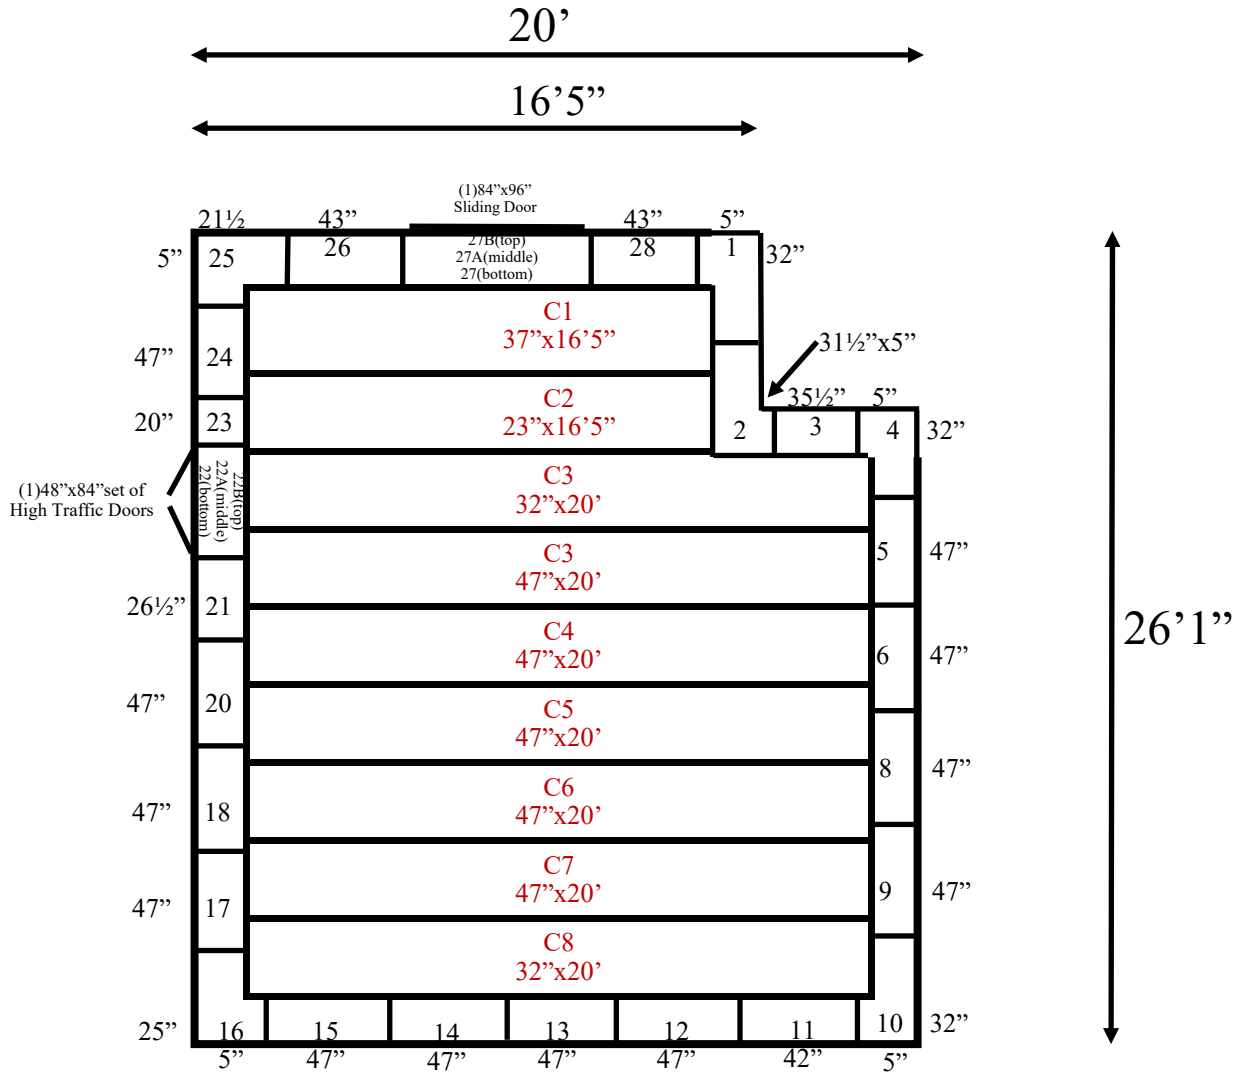 20’
16’5”
(1)84”x96”
Sliding Door
21½ 43” 43” 5”
5” 25 26 27B(top) 28 1 32”
27A(middle)
27(bottom)
C1
37”x16’5”
31½”x5”
47” 24
C2
23”x16’5”
35½” 5”
20” 23 2 3 4 32”
(1)48”x84”set of
High Traffic Doors
22B(top)
22A(middle)
22(bottom)
C3
32”x20’
C3
47”x20’
5 47”
26½” 21
26’1”
C4
47”x20’
6 47”
47” 20
C5
47”x20’
8 47”
C6
47”x20’
47” 18
C7
47”x20’
9 47”
47” 17
C8
32”x20’
25” 16 15 14 13 12 11 10 32”
5” 47” 47” 47” 47” 42” 5”